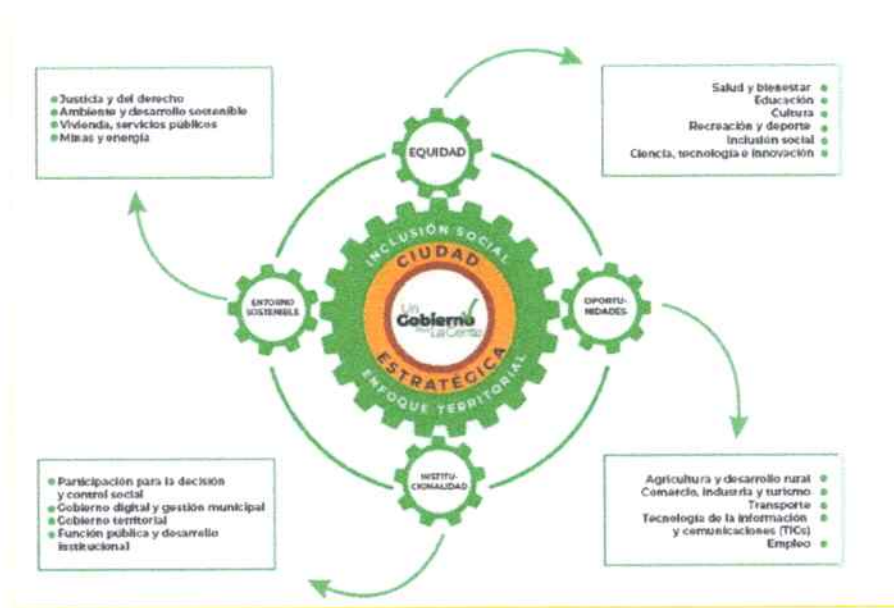 Justicia y del derecho
Ambiente y desarrollo sostenible
Vivienda, servicios públicos
Minas y energía
Salud y bienestar
Educación
Cultura
Recreación y deporte
Inclusión social
Ciencia, tecnología e innovación
EQUIDAD
INCLUSIÓN SOCIAL
CIUDAD
ENTORNO
SOSTENIBLE
Un
Gobierno
La Gente
OPORTU-
NIDADES
ESTRATÉGICA
ENFOQUE TERRITORIAL
INSTITU-
CIONALIDAD
Participación para la decisión
y control social
Gobierno digital y gestión municipal
Gobierno territorial
Función pública y desarrollo
institucional
Agricultura y desarrollo rural
Comercio, industria y turismo
Transporte
Tecnología de la información
y comunicaciones (TICs)
Empleo